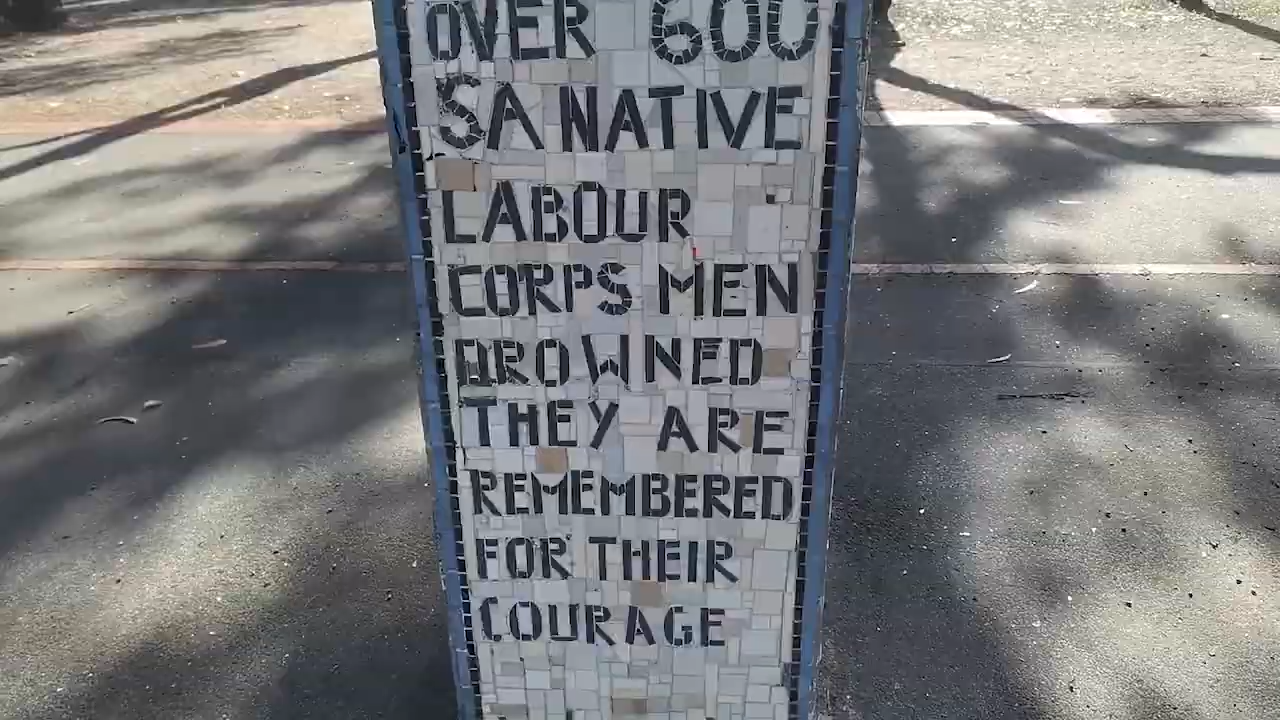 OVER 600
SA NATIVE
LABOUR
CORPS MEN
DROWNED
THEY ARE
REMEMBERED
FOR THEIR
COURAGE